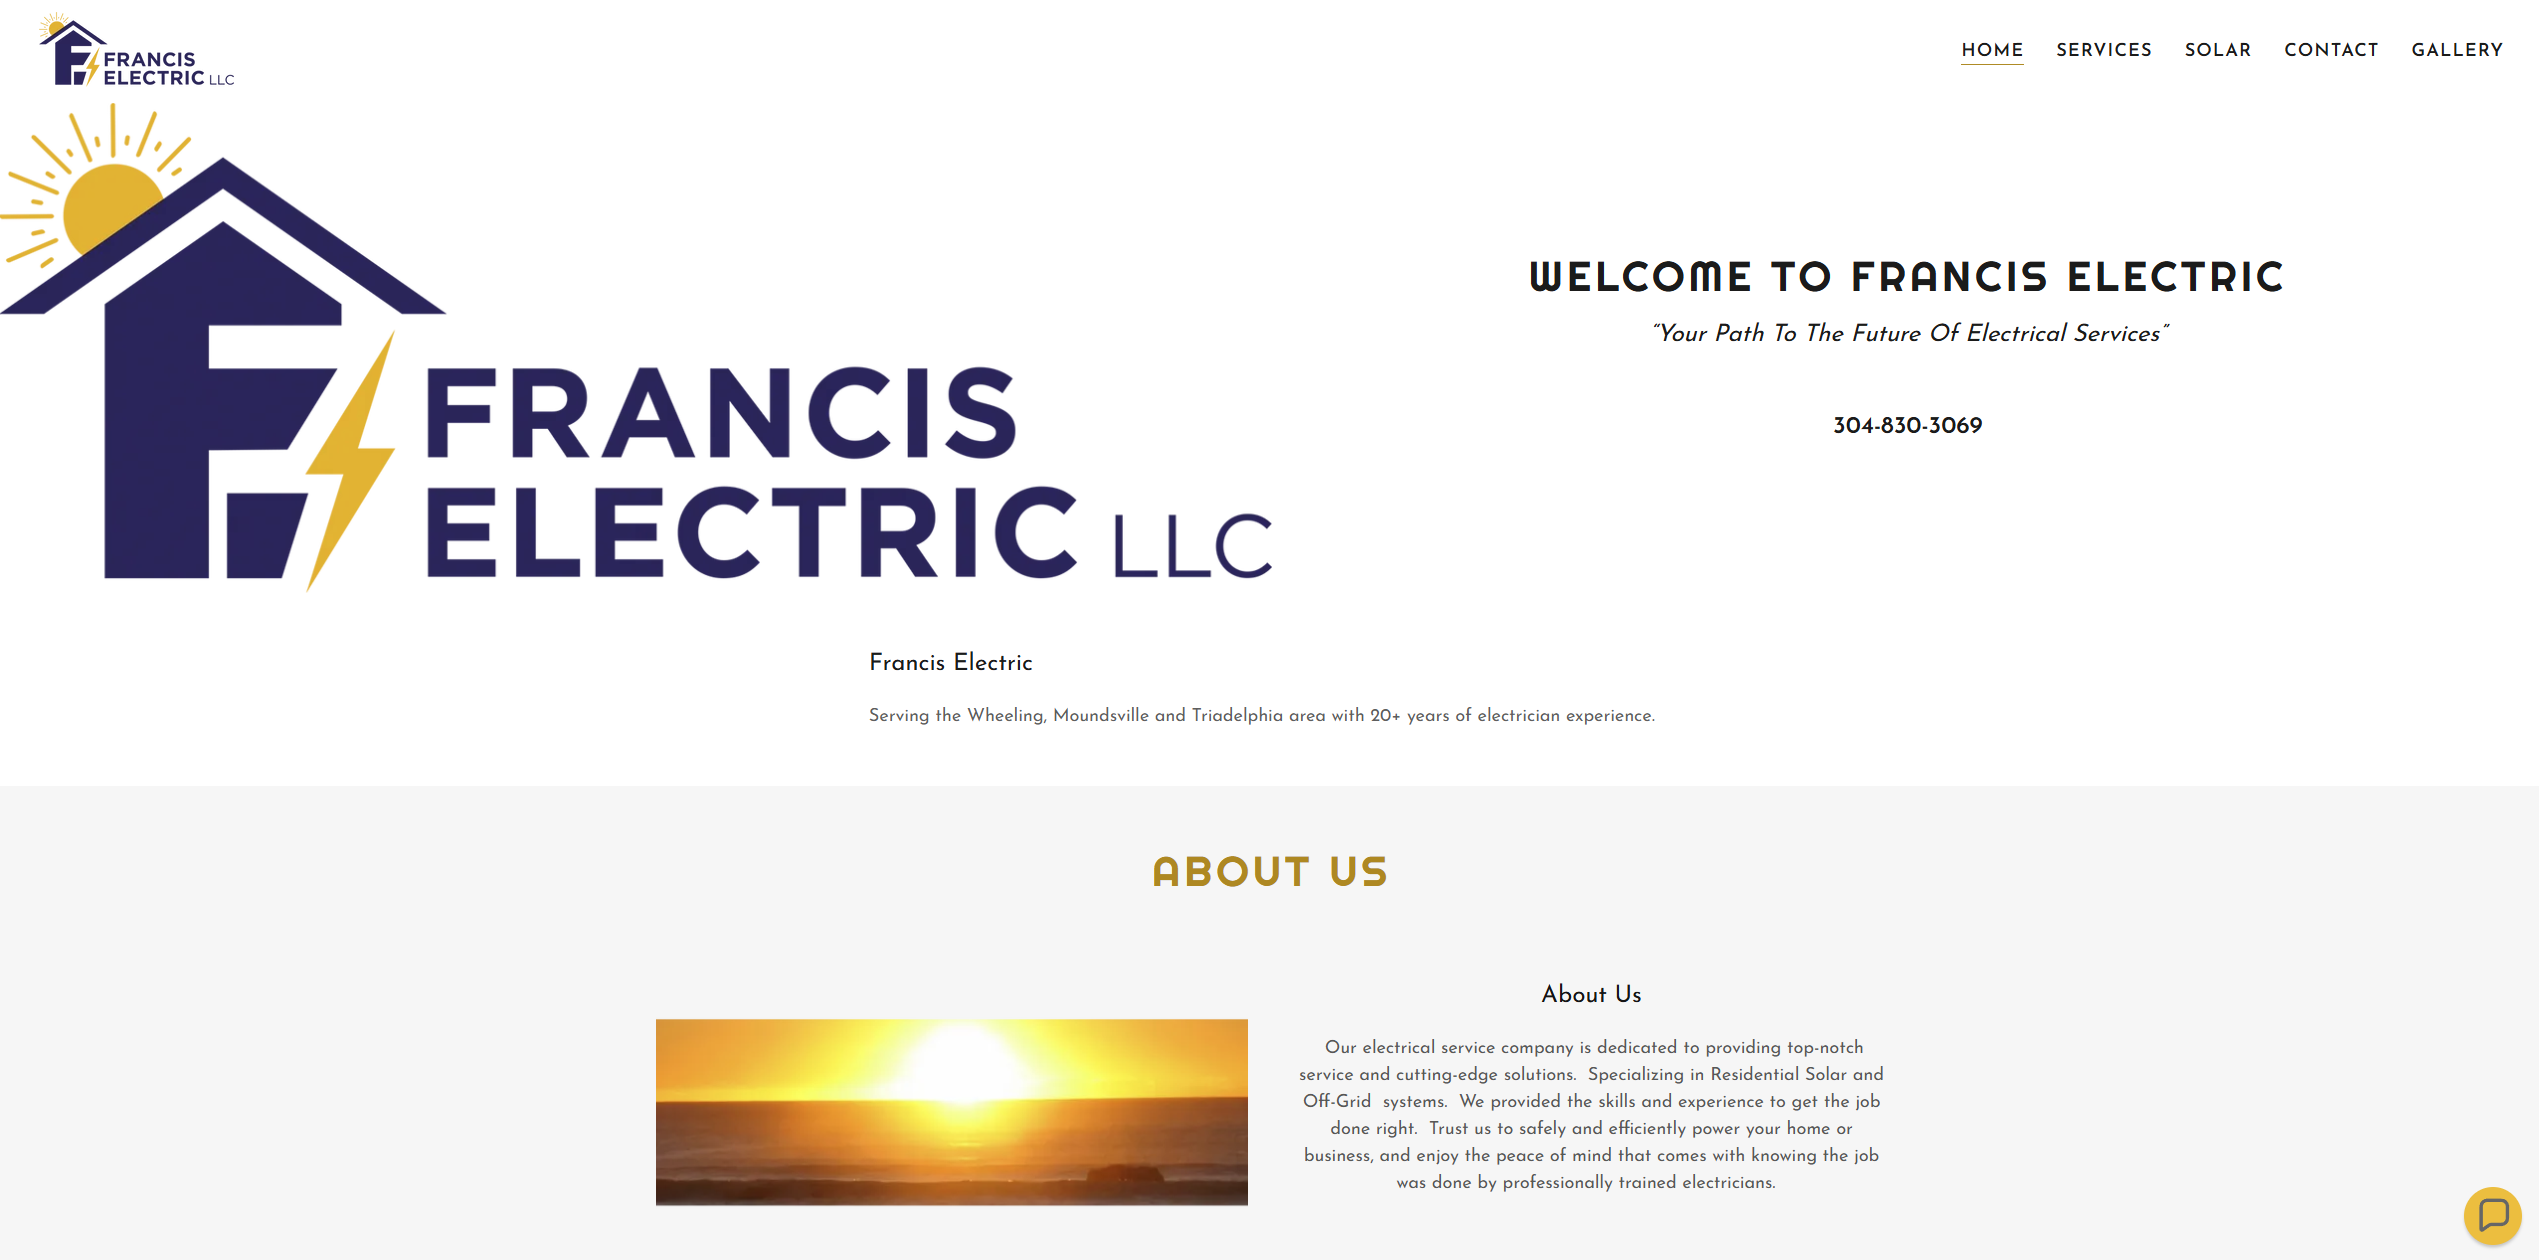 FRANCIS
ELECTRIC LLC
HOME SERVICES SOLAR CONTACT GALLERY
FRANCIS
ELECTRIC LLC
WELCOME TO FRANCIS ELECTRIC
“Your Path To The Future Of Electrical Services”
304-830-3069
Francis Electric
Serving the Wheeling, Moundsville and Triadelphia area with 20+ years of electrician experience.
ABOUT US
About Us
Our electrical service company is dedicated to providing top-notch
service and cutting-edge solutions.  Specializing in Residential Solar and
Off-Grid  systems.  We provided the skills and experience to get the job
done right.  Trust us to safely and efficiently power your home or
business, and enjoy the peace of mind that comes with knowing the job
was done by professionally trained electricians.